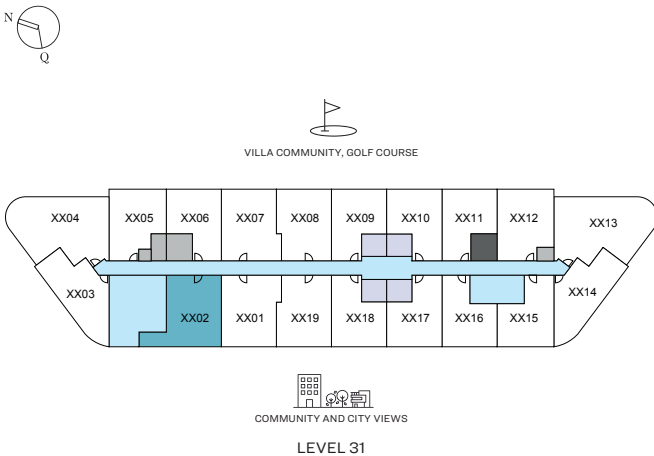 N
Q
VILLA COMMUNITY, GOLF COURSE
XX04 XX05 XX06 XX07 XX08 XX09 XX10 XX11 XX12 XX13
XX03 XX14
XX02 XX01 XX19 XX18 XX17 XX16 XX15
COMMUNITY AND CITY VIEWS
LEVEL 31